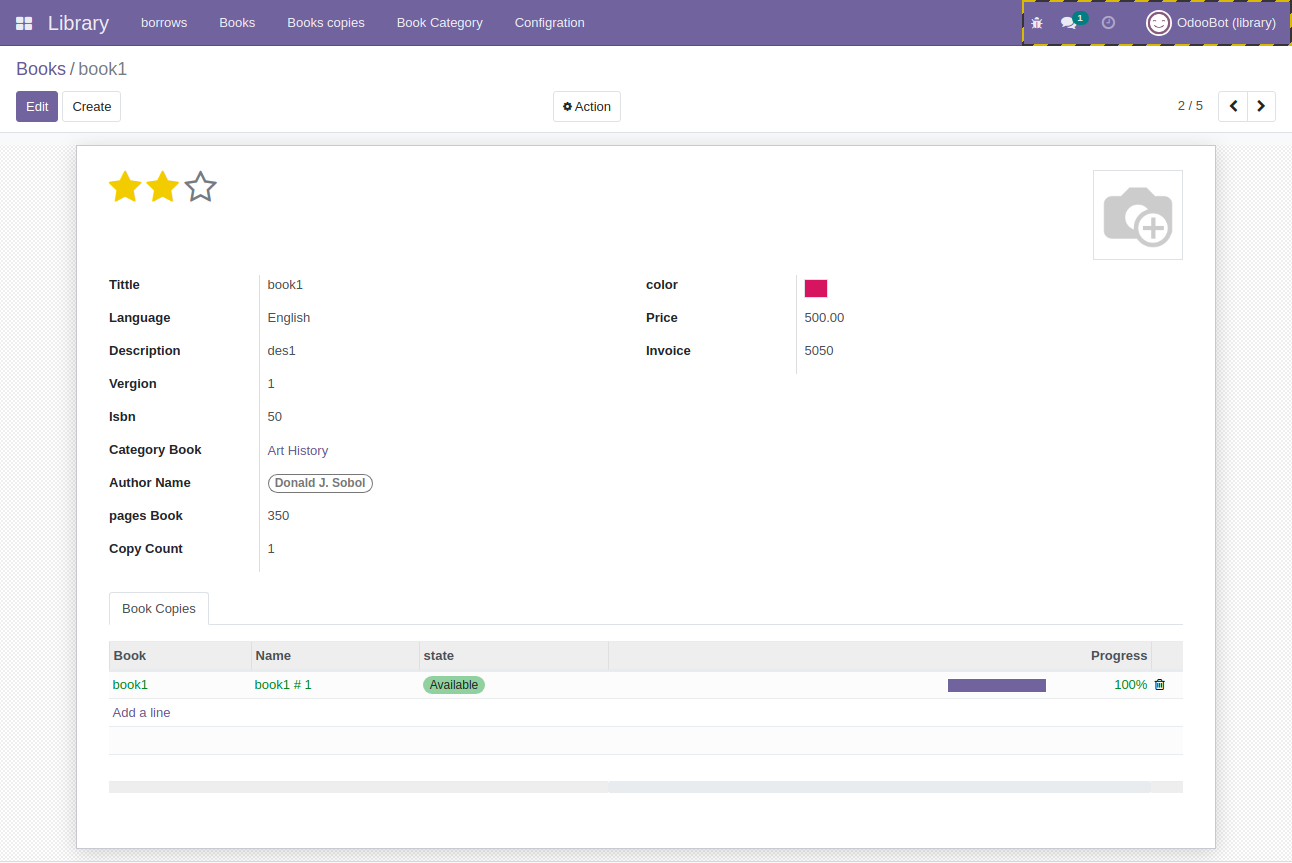 Library borrows Books Books copies Book Category Configration 1 OdooBot (library)
Books / book1
Edit Create Action 2 / 5
Tittle book1 color
Language English Price 500.00
Description des1 Invoice 5050
Vergion 1
Isbn 50
Category Book Art History
Author Name Donald J. Sobol
pages Book 350
Copy Count 1
Book Copies
Book Name state Progress
book1 book1 # 1 Available 100%
Add a line